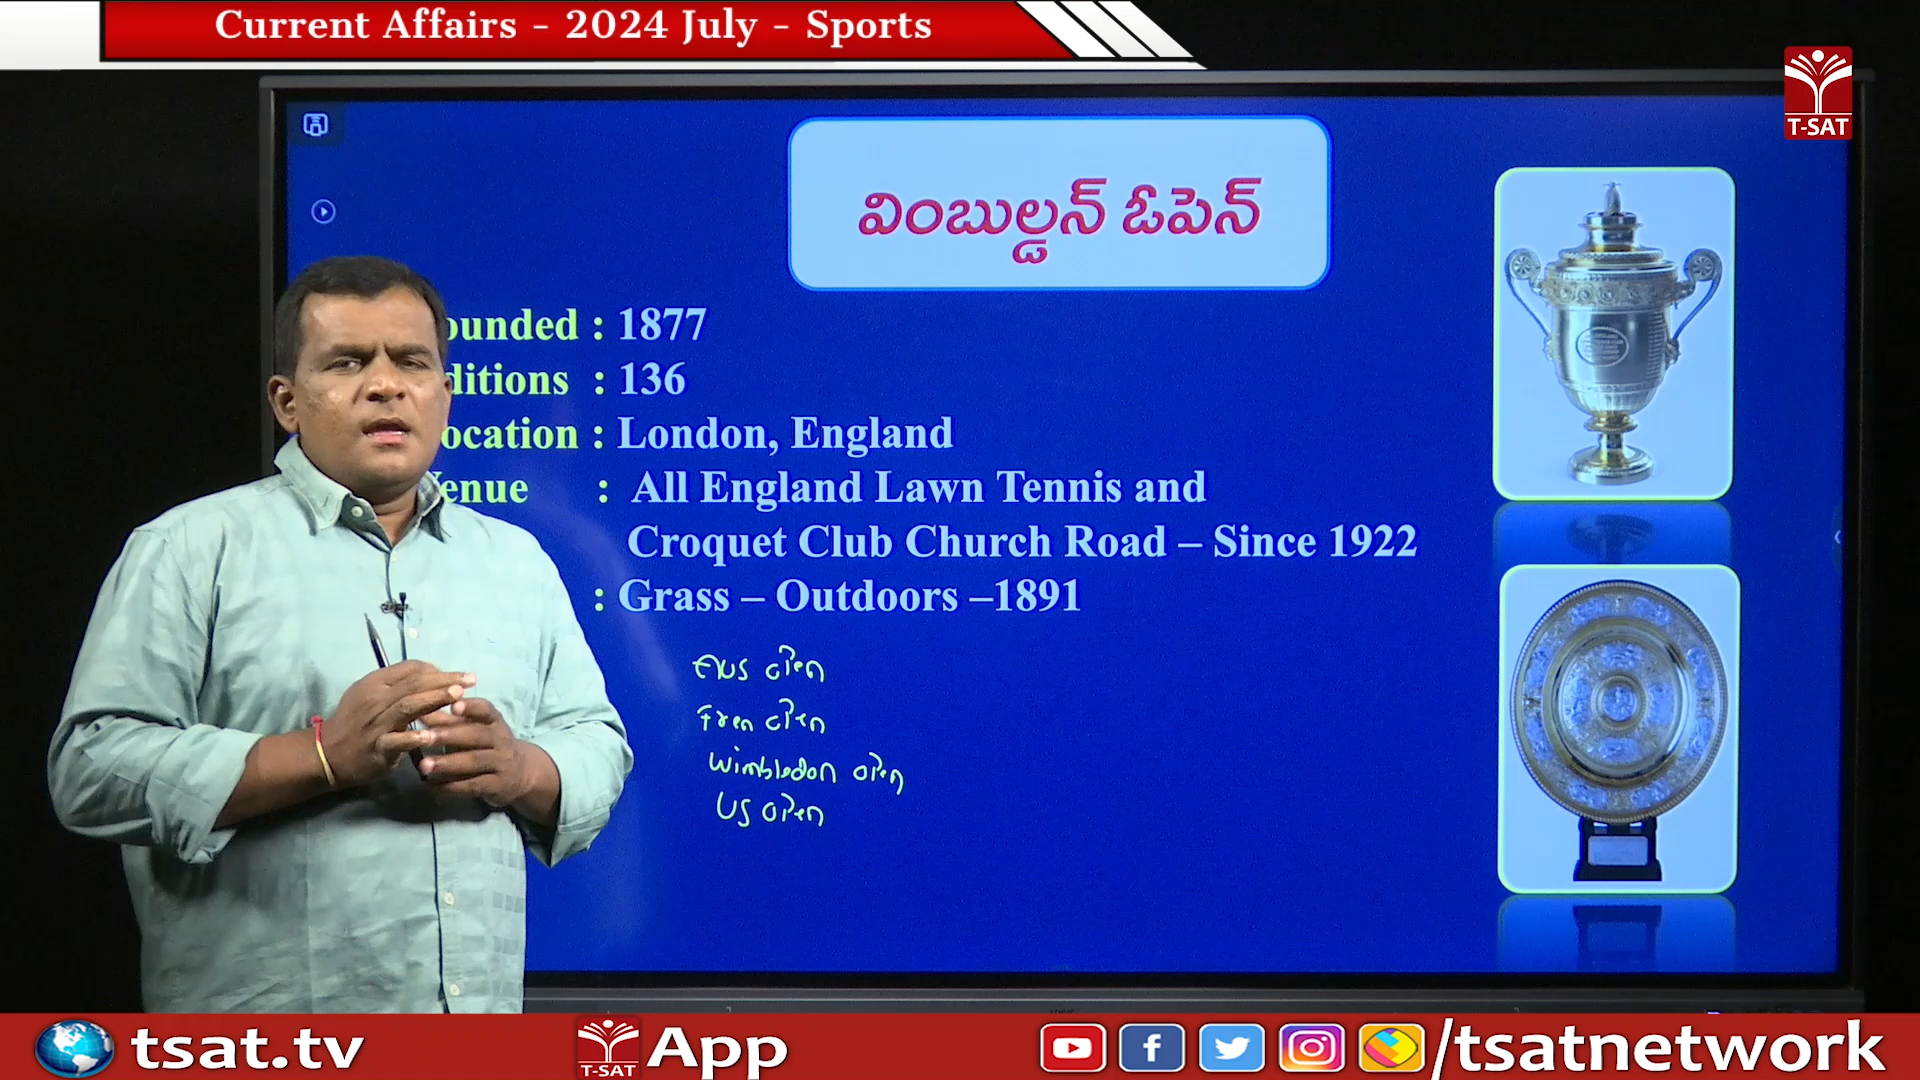 Current Affairs - 2024 July - Sports
T-SAT
వింబుల్డన్ ఓపెన్
ounded : 1877
ditions : 136
ocation : London, England
Venue : All England Lawn Tennis and
Croquet Club Church Road – Since 1922
: Grass – Outdoors –1891
Aus open
Fren open
Wimbledon open
US open
tsat.tv
T-SAT
App
/tsatnetwork